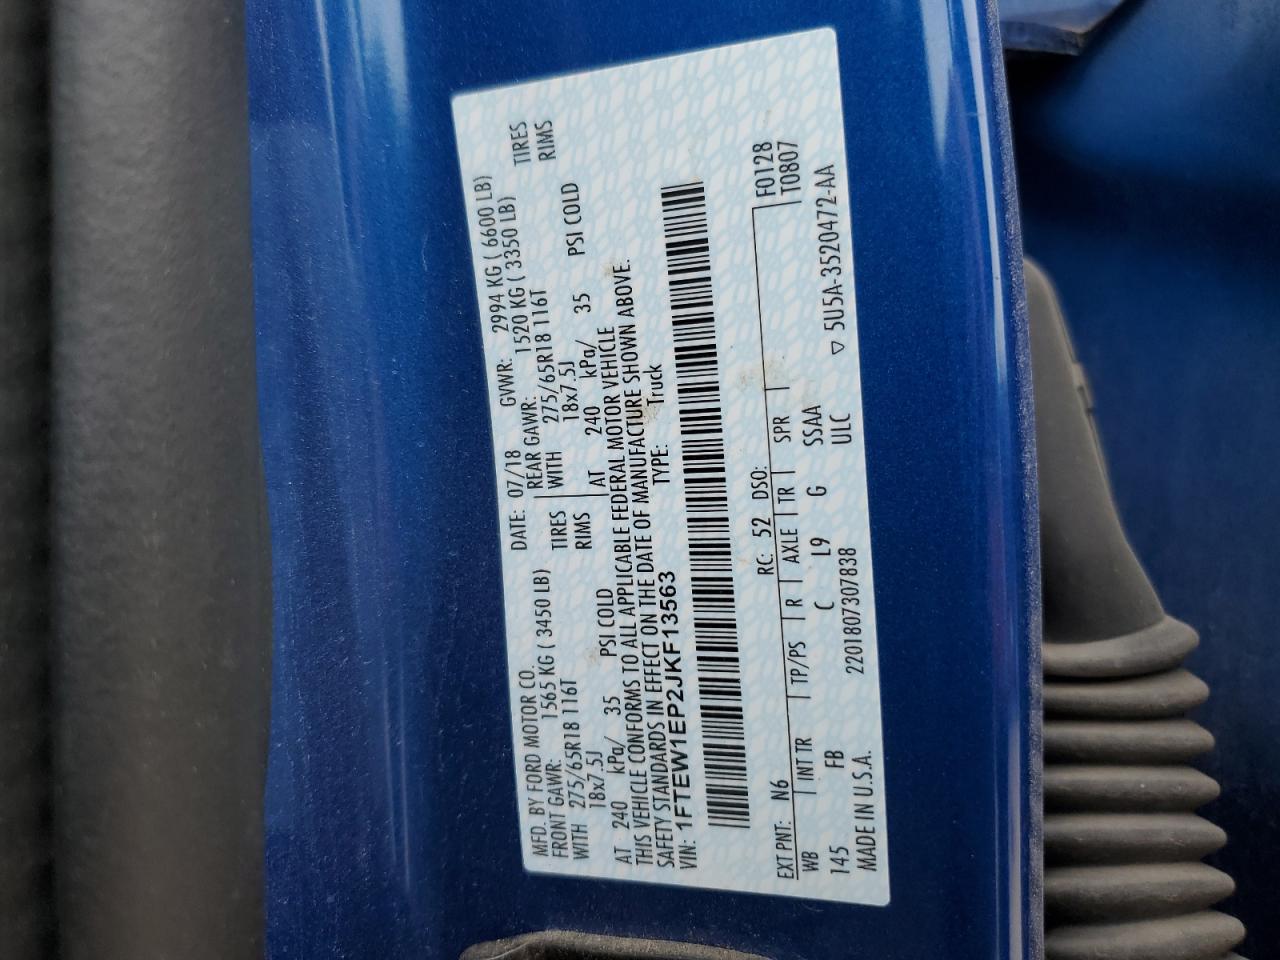 MFD. BY FORD MOTOR CO. DATE: 07/18 GVWR: 2994 KG ( 6600 LB)
FRONT GAWR: 1565 KG ( 3450 LB) REAR GAWR: 1520 KG ( 3350 LB)
WITH 275/65R18 116T TIRES WITH 275/65R18 116T TIRES
18x7.5J RIMS 18x7.5J RIMS
AT 240 kPa/ 35 PSI COLD AT 240 kPa/ 35 PSI COLD
THIS VEHICLE CONFORMS TO ALL APPLICABLE FEDERAL MOTOR VEHICLE
SAFETY STANDARDS IN EFFECT ON THE DATE OF MANUFACTURE SHOWN ABOVE.
VIN: 1FTEW1EP2JKF13563 TYPE: Truck
EXT PNT: N6 RC: 52 DSO: F0128
WB INT TR TP/PS R AXLE TR SPR T0807
145 FB C L9 G SSAA
MADE IN U.S.A. 2201807307838 ULC ▽ 5U5A-3520472-AA